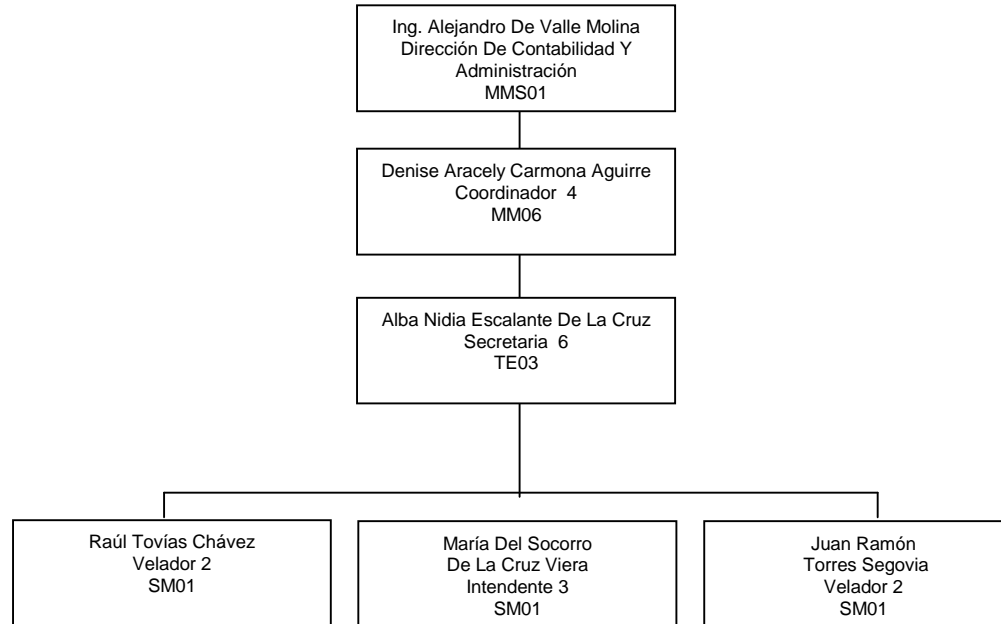 Ing. Alejandro De Valle Molina
Dirección De Contabilidad Y
Administración
MMS01
Denise Aracely Carmona Aguirre
Coordinador 4
MM06
Alba Nidia Escalante De La Cruz
Secretaria 6
TE03
Raúl Tovías Chávez
Velador 2
SM01
María Del Socorro
De La Cruz Viera
Intendente 3
SM01
Juan Ramón
Torres Segovia
Velador 2
SM01